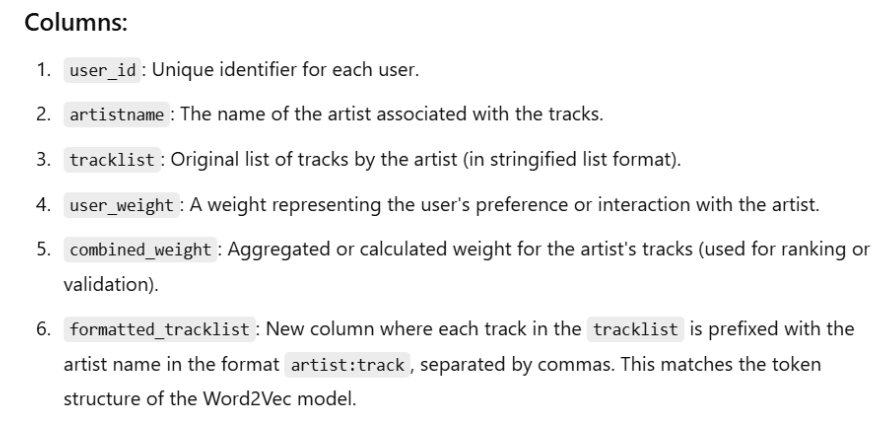 Columns:
1. user_id: Unique identifier for each user.
2. artistname: The name of the artist associated with the tracks.
3. tracklist: Original list of tracks by the artist (in stringified list format).
4. user_weight: A weight representing the user's preference or interaction with the artist.
5. combined_weight: Aggregated or calculated weight for the artist's tracks (used for ranking or
validation).
6. formatted_tracklist: New column where each track in the tracklist is prefixed with the
artist name in the format artist:track, separated by commas. This matches the token
structure of the Word2Vec model.